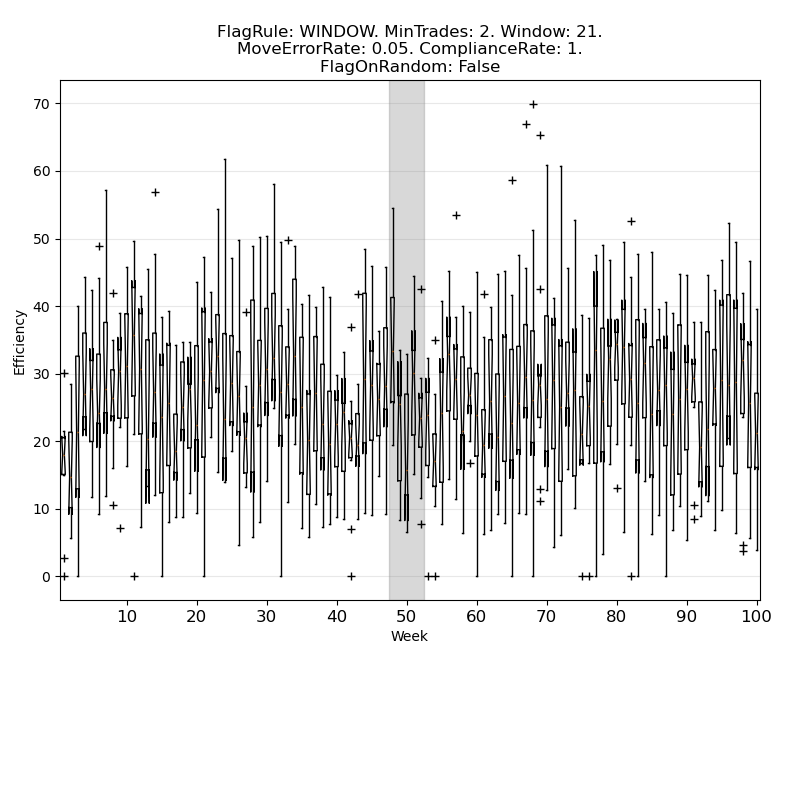 FlagRule: WINDOW. MinTrades: 2. Window: 21.
MoveErrorRate: 0.05. ComplianceRate: 1.
FlagOnRandom: False
70
60
50
40
30
20
10
0
Efficiency
10 20 30 40 50 60 70 80 90 100
Week